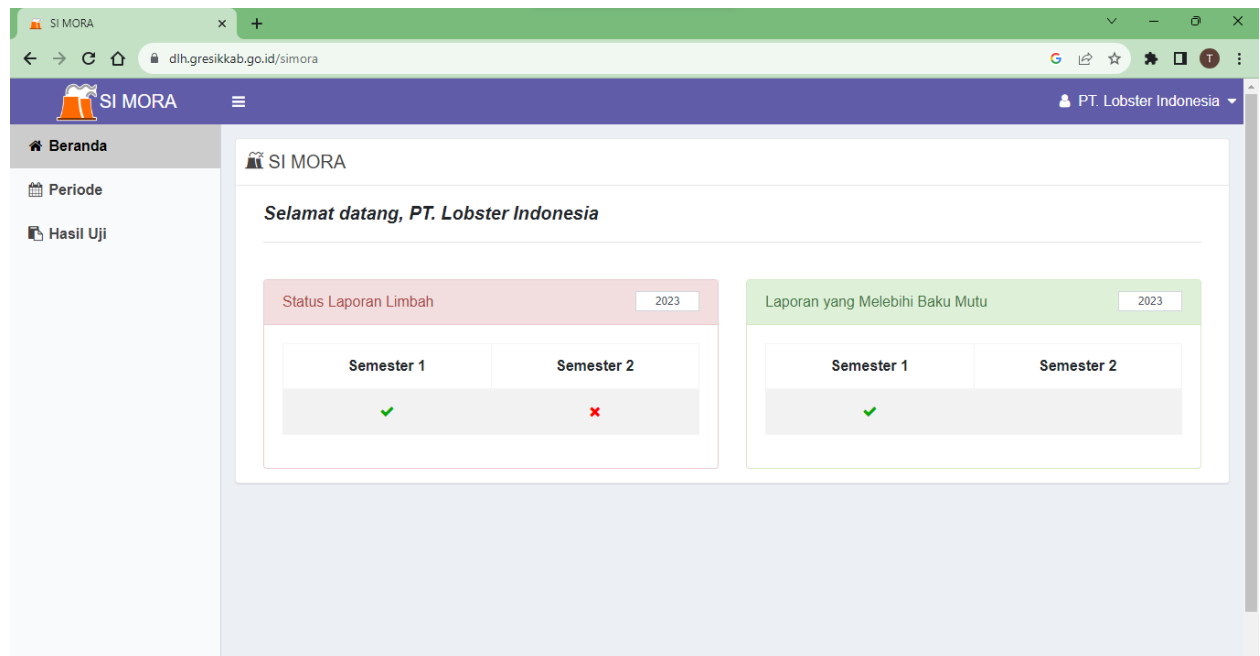 SI MORA
dlh.gresikkab.go.id/simora
G
T
SI MORA
PT. Lobster Indonesia
Beranda
Periode
Hasil Uji
SI MORA
Selamat datang, PT. Lobster Indonesia
Status Laporan Limbah 2023
Semester 1 Semester 2
Laporan yang Melebihi Baku Mutu 2023
Semester 1 Semester 2